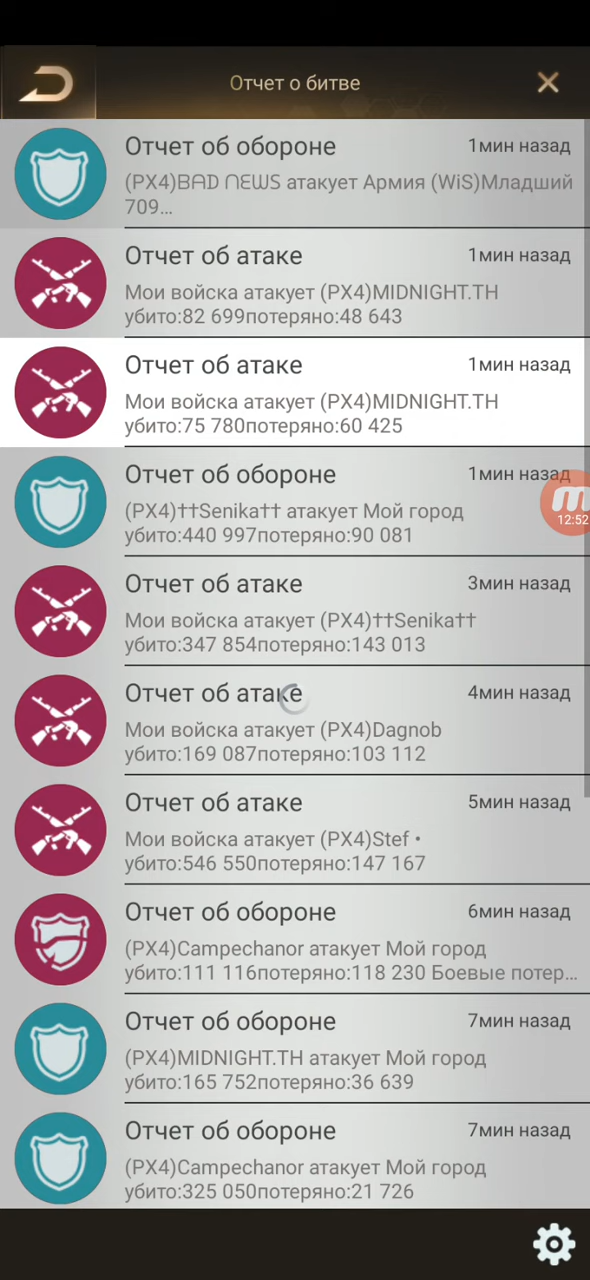 Отчет о битве
Отчет об обороне 1мин назад
(PX4)BAD NEWS атакует Армия (WiS)Младший
709...
Отчет об атаке 1мин назад
Мои войска атакует (PX4)MIDNIGHT.TH
убито:82 699потеряно:48 643
Отчет об атаке 1мин назад
Мои войска атакует (PX4)MIDNIGHT.TH
убито:75 780потеряно:60 425
Отчет об обороне 1мин назад
(PX4)††Senika†† атакует Мой город
убито:440 997потеряно:90 081
12:52
Отчет об атаке 3мин назад
Мои войска атакует (PX4)††Senika††
убито:347 854потеряно:143 013
Отчет об атаке 4мин назад
Мои войска атакует (PX4)Dagnob
убито:169 087потеряно:103 112
Отчет об атаке 5мин назад
Мои войска атакует (PX4)Stef •
убито:546 550потеряно:147 167
Отчет об обороне 6мин назад
(PX4)Campechanor атакует Мой город
убито:111 116потеряно:118 230 Боевые потер...
Отчет об обороне 7мин назад
(PX4)MIDNIGHT.TH атакует Мой город
убито:165 752потеряно:36 639
Отчет об обороне 7мин назад
(PX4)Campechanor атакует Мой город
убито:325 050потеряно:21 726